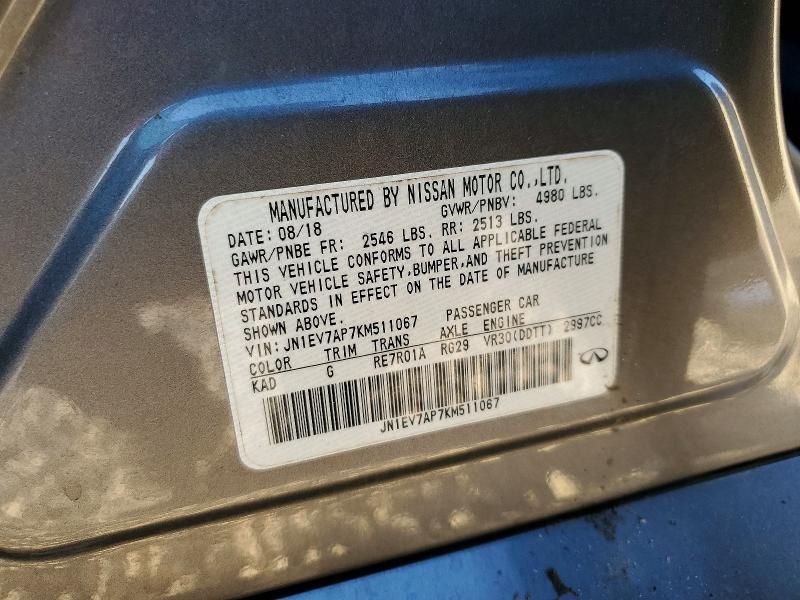 MANUFACTURED BY NISSAN MOTOR CO.,LTD.
DATE: 08/18 GVWR/PNBV: 4980 LBS.
GAWR/PNBE FR: 2546 LBS. RR: 2513 LBS.
THIS VEHICLE CONFORMS TO ALL APPLICABLE FEDERAL
MOTOR VEHICLE SAFETY,BUMPER,AND THEFT PREVENTION
STANDARDS IN EFFECT ON THE DATE OF MANUFACTURE
SHOWN ABOVE.
VIN: JN1EV7AP7KM511067 PASSENGER CAR
COLOR TRIM TRANS AXLE ENGINE
KAD G RE7R01A RG29 VR30(DDTT) 2997CC
JN1EV7AP7KM511067